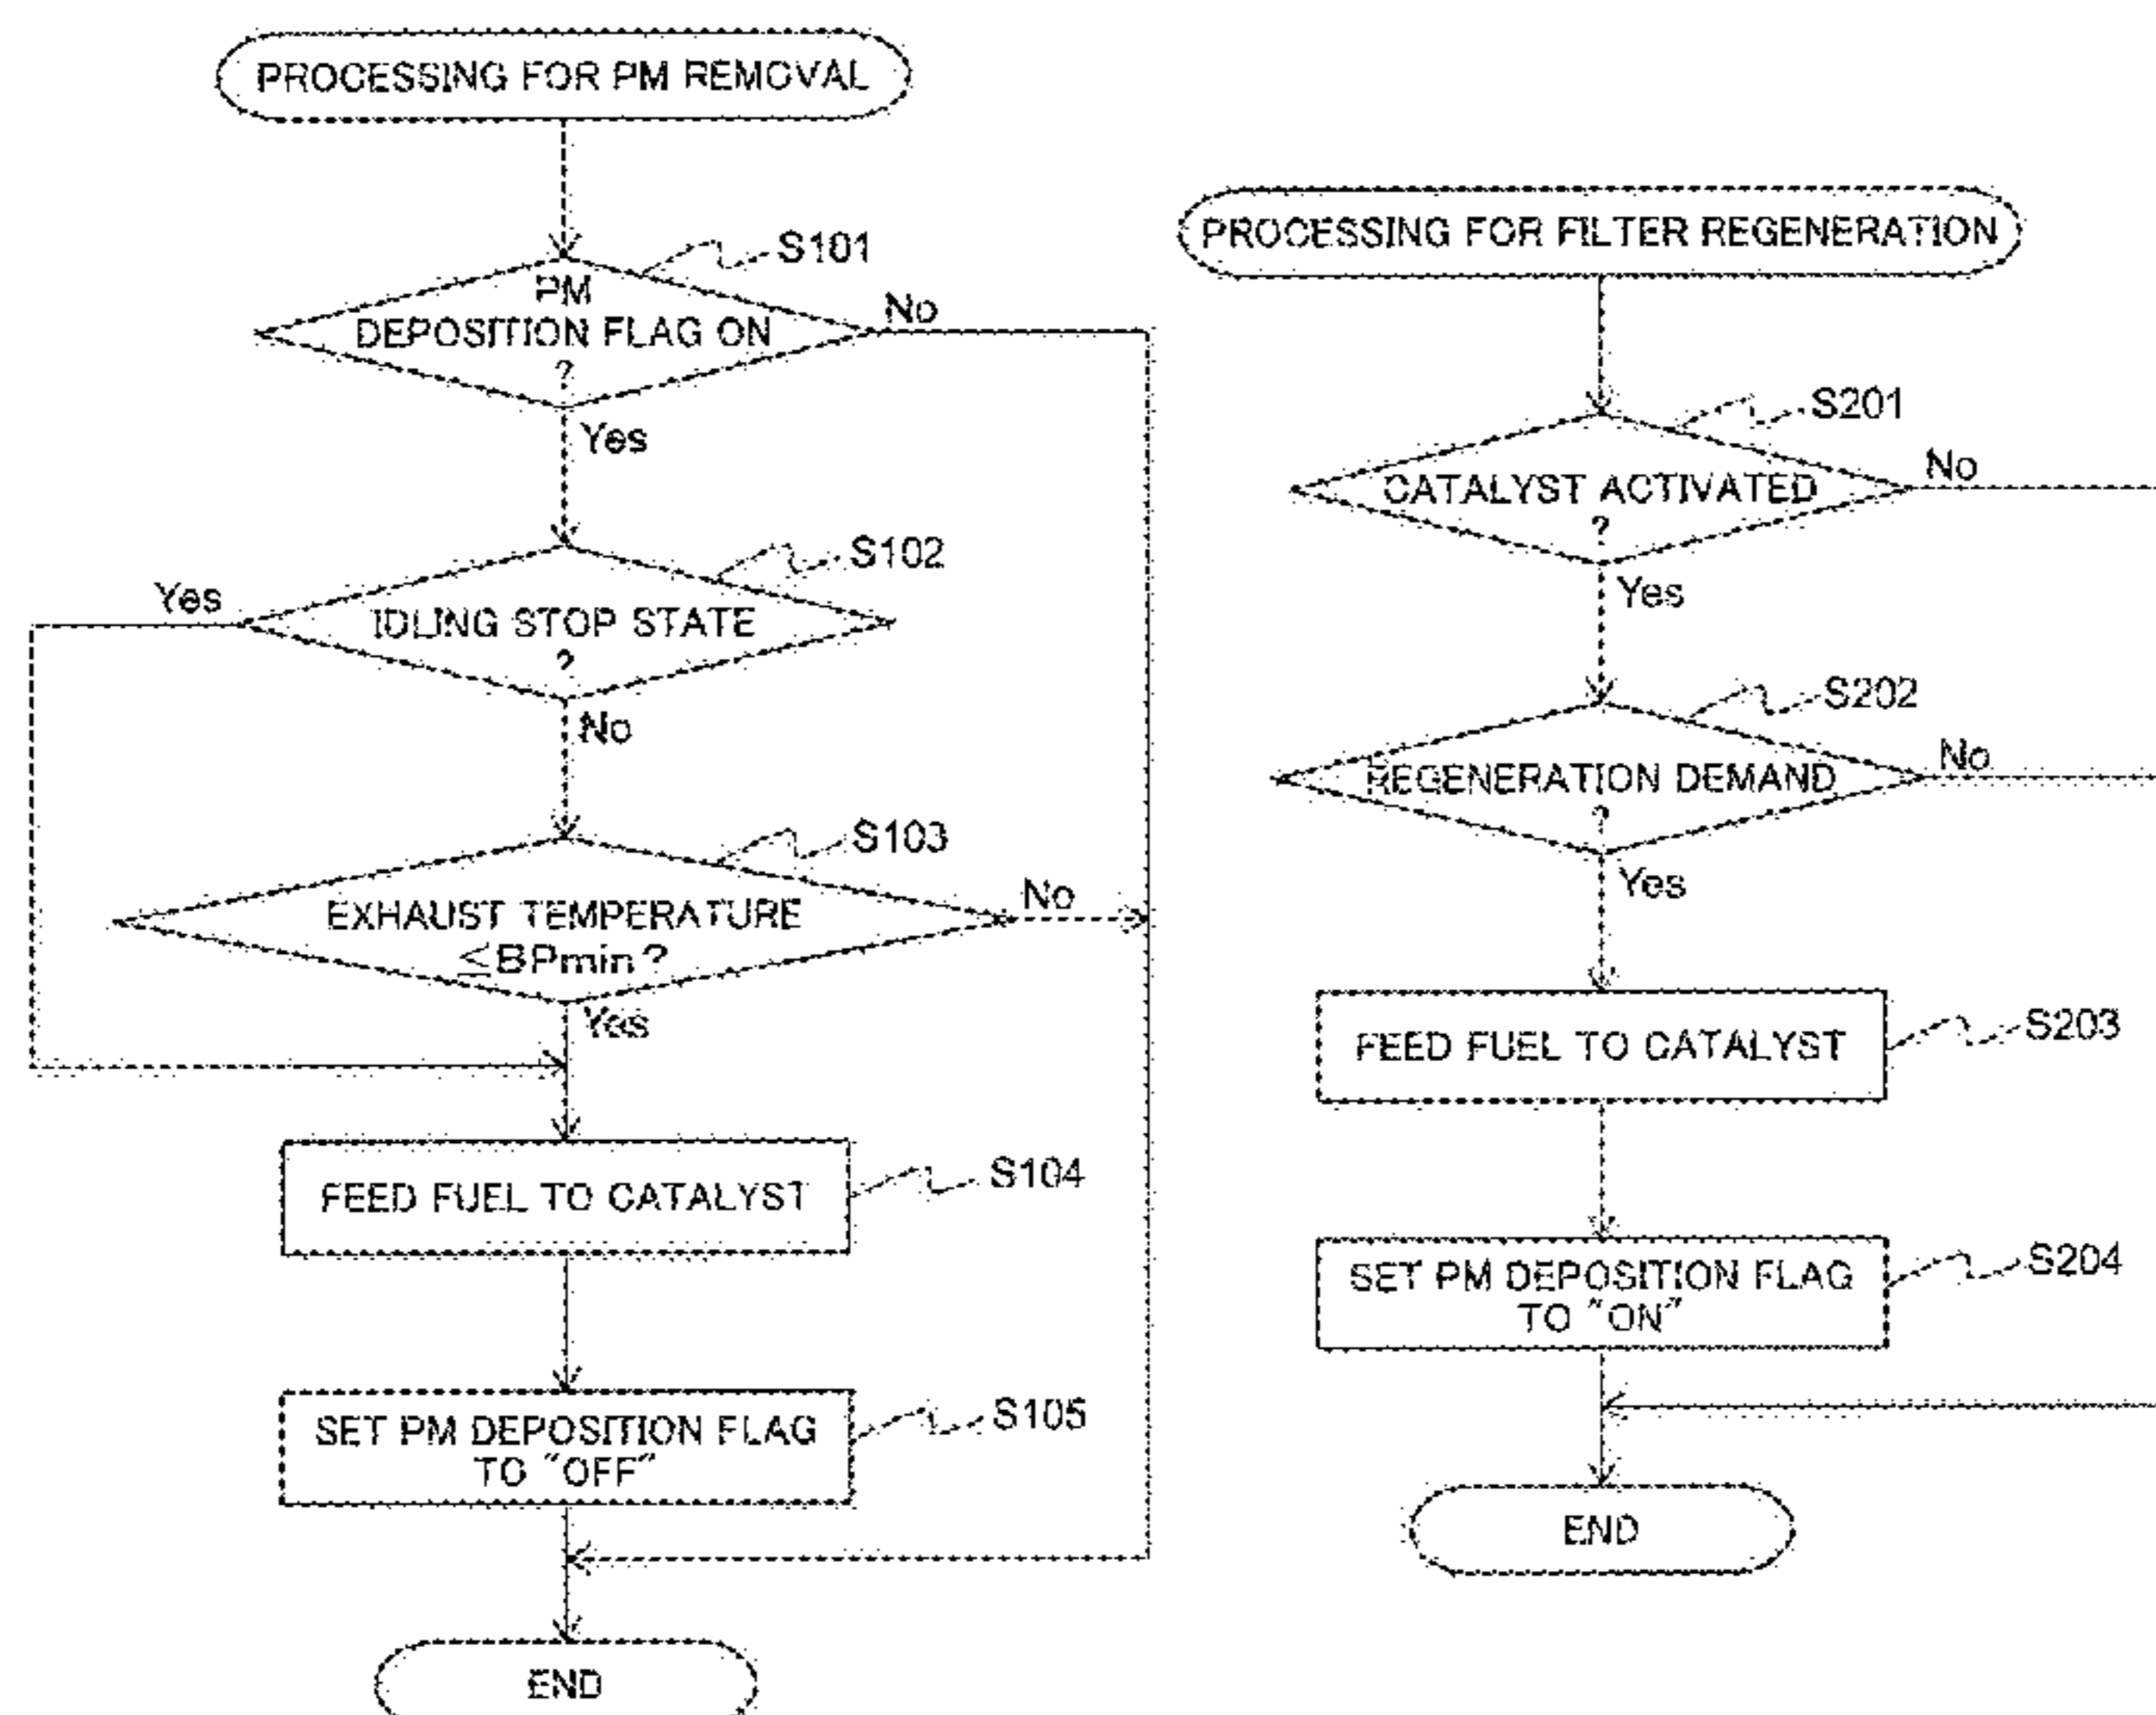 PROCESSING FOR PM REMOVAL
S101
PM
DEPOSITION FLAG ON
?
No
Yes
S102
Yes
IDLING STOP STATE
?
No
S103
EXHAUST TEMPERATURE
≦BPmin?
No
Yes
FEED FUEL TO CATALYST
S104
SET PM DEPOSITION FLAG
TO "OFF"
S105
END
PROCESSING FOR FILTER REGENERATION
S201
CATALYST ACTIVATED
?
No
Yes
S202
REGENERATION DEMAND
?
No
Yes
FEED FUEL TO CATALYST
S203
SET PM DEPOSITION FLAG
TO "ON"
S204
END